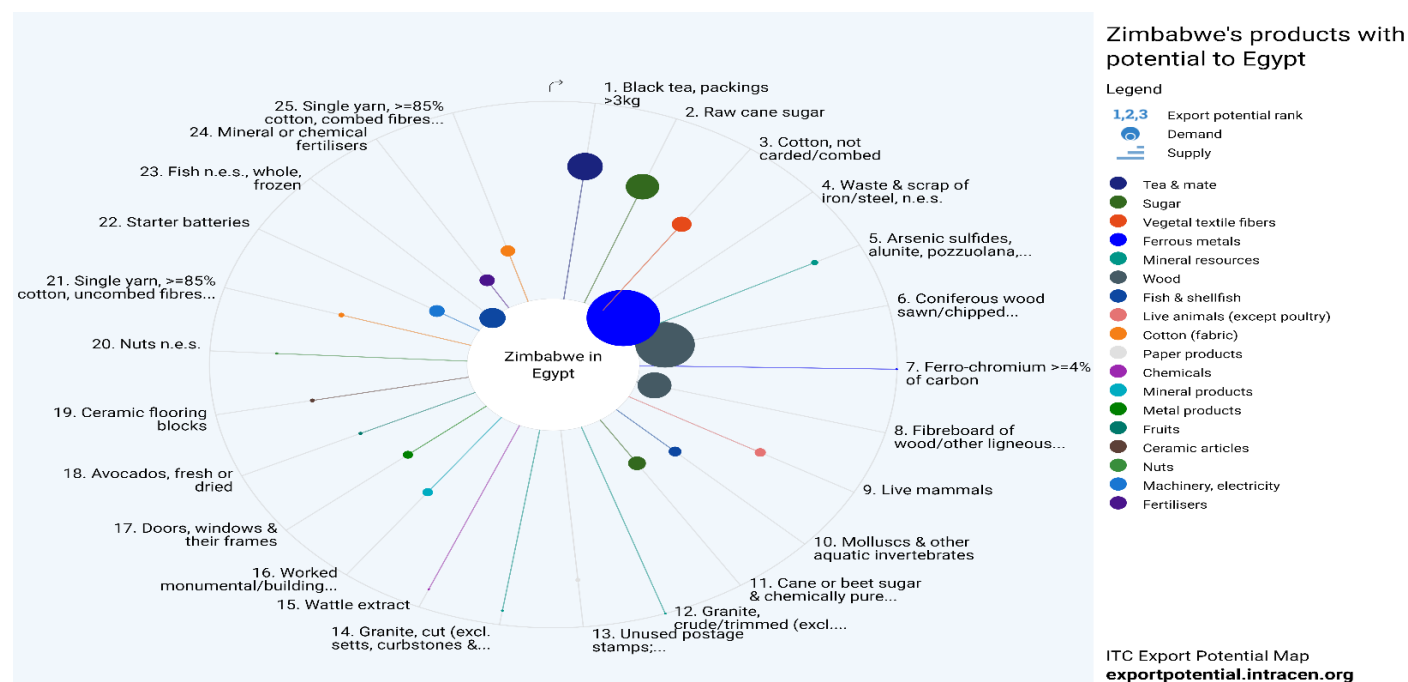 Zimbabwe's products with
potential to Egypt
Legend
1,2,3 Export potential rank
Demand
Supply
Tea & mate
Sugar
Vegetal textile fibers
Ferrous metals
Mineral resources
Wood
Fish & shellfish
Live animals (except poultry)
Cotton (fabric)
Paper products
Chemicals
Mineral products
Metal products
Fruits
Ceramic articles
Nuts
Machinery, electricity
Fertilisers
Zimbabwe in
Egypt
1. Black tea, packings
>3kg
2. Raw cane sugar
3. Cotton, not
carded/combed
4. Waste & scrap of
iron/steel, n.e.s.
5. Arsenic sulfides,
alunite, pozzuolana,...
6. Coniferous wood
sawn/chipped...
7. Ferro-chromium >=4%
of carbon
8. Fibreboard of
wood/other ligneous...
9. Live mammals
10. Molluscs & other
aquatic invertebrates
11. Cane or beet sugar
& chemically pure...
12. Granite,
crude/trimmed (excl....
13. Unused postage
stamps;...
14. Granite, cut (excl.
setts, curbstones &...
15. Wattle extract
16. Worked
monumental/building...
17. Doors, windows &
their frames
18. Avocados, fresh or
dried
19. Ceramic flooring
blocks
20. Nuts n.e.s.
21. Single yarn, >=85%
cotton, uncombed fibres...
22. Starter batteries
23. Fish n.e.s., whole,
frozen
24. Mineral or chemical
fertilisers
25. Single yarn, >=85%
cotton, combed fibres...
ITC Export Potential Map
exportpotential.intracen.org